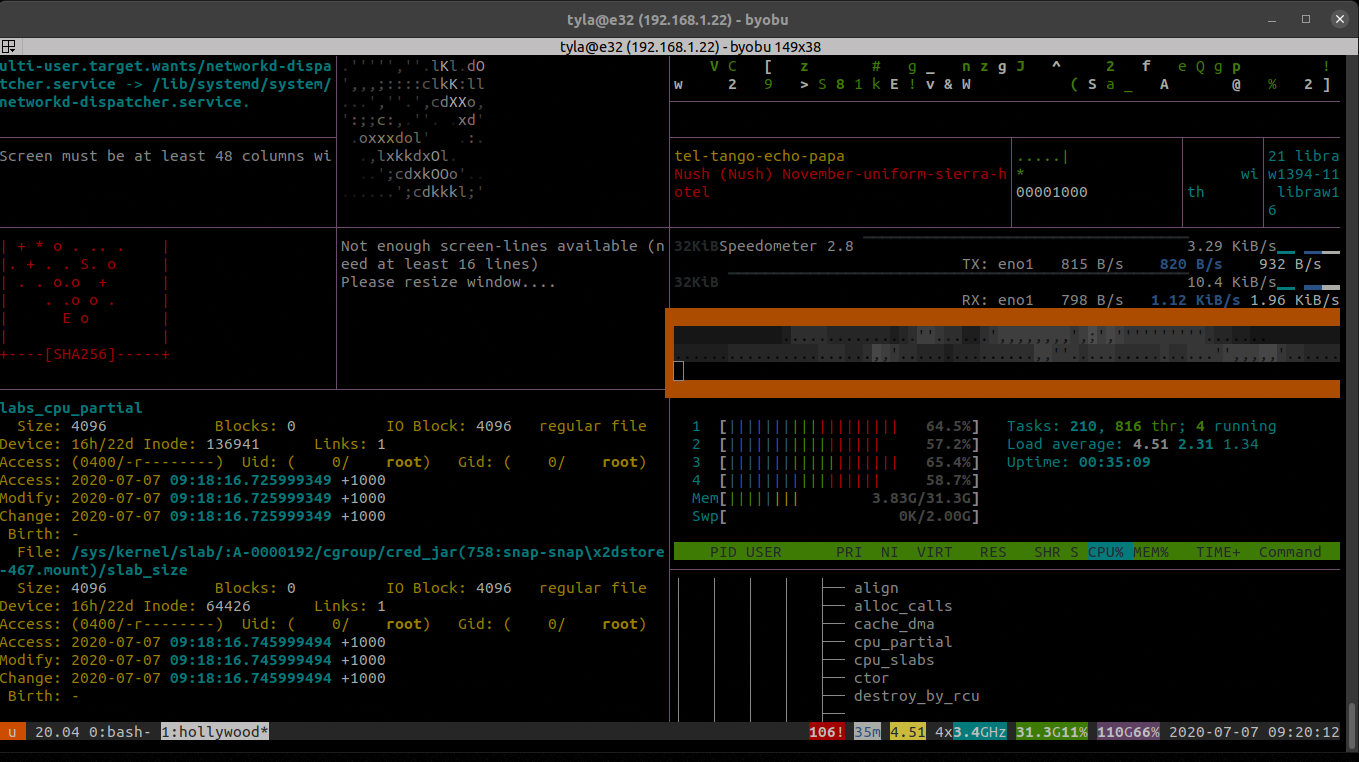 tyla@e32 (192.168.1.22) - byobu
tyla@e32 (192.168.1.22) - byobu 149x38
ulti-user.target.wants/networkd-dispa
tcher.service -> /lib/systemd/system/
networkd-dispatcher.service.
Screen must be at least 48 columns wi
.''''',''.lKl.dO
',,,;::::clkK:ll
...','''.',cdXXo,
':;;c:,.''. .xd'
.oxxxdol' .:.
.,lxkkdxOl.
..';cdxkOOo'..
......':cdkkkl;'
V C [ z # g _ n z g J ^ 2 f e Q g p !
w 2 9 > S 8 1 k E ! v & W ( S a _ A @ % 2 ]
tel-tango-echo-papa
Nush (Nush) November-uniform-sierra-h
otel
.....|
*
00001000
wi
th
21 libra
w1394-11
libraw1
6
| + * o . .. . |
|. + . . S. o |
| . . o.o + |
| . .o o . |
| E o |
| |
+----[SHA256]-----+
Not enough screen-lines available (n
eed at least 16 lines)
Please resize window....
32KiB Speedometer 2.8 3.29 KiB/s
TX: eno1 815 B/s 820 B/s 932 B/s
32KiB 10.4 KiB/s
RX: eno1 798 B/s 1.12 KiB/s 1.96 KiB/s
labs_cpu_partial
Size: 4096 Blocks: 0 IO Block: 4096 regular file
Device: 16h/22d Inode: 136941 Links: 1
Access: (0400/-r--------) Uid: ( 0/ root) Gid: ( 0/ root)
Access: 2020-07-07 09:18:16.725999349 +1000
Modify: 2020-07-07 09:18:16.725999349 +1000
Change: 2020-07-07 09:18:16.725999349 +1000
Birth: -
File: /sys/kernel/slab/:A-0000192/cgroup/cred_jar(758:snap-snap\x2dstore
-467.mount)/slab_size
Size: 4096 Blocks: 0 IO Block: 4096 regular file
Device: 16h/22d Inode: 64426 Links: 1
Access: (0400/-r--------) Uid: ( 0/ root) Gid: ( 0/ root)
Access: 2020-07-07 09:18:16.745999494 +1000
Modify: 2020-07-07 09:18:16.745999494 +1000
Change: 2020-07-07 09:18:16.745999494 +1000
Birth: -
1 [||||||||||||||||||| 64.5%] Tasks: 210, 816 thr; 4 running
2 [||||||||||||||||| 57.2%] Load average: 4.51 2.31 1.34
3 [||||||||||||||||||| 65.4%] Uptime: 00:35:09
4 [||||||||||||||||| 58.7%]
Mem[|||||||| 3.83G/31.3G]
Swp[ 0K/2.00G]
PID USER PRI NI VIRT RES SHR S CPU% MEM% TIME+ Command
align
alloc_calls
cache_dma
cpu_partial
cpu_slabs
ctor
destroy_by_rcu
u 20.04 0:bash- 1:hollywood* 106! 35m 4.51 4x3.4GHz 31.3G11% 110G66% 2020-07-07 09:20:12